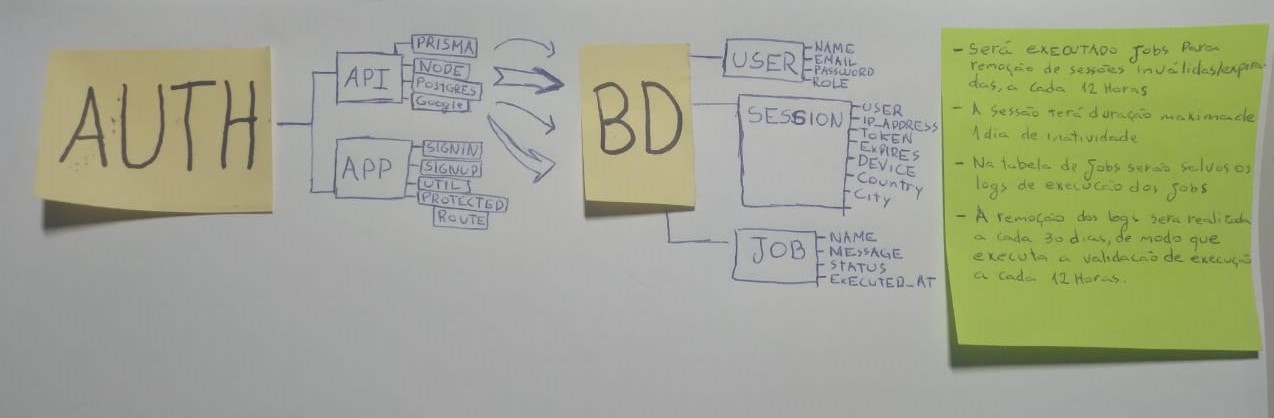 AUTH
API
PRISMA
NODE
POSTGRES
Google
APP
SIGNIN
SIGNUP
UTIL
PROTECTED
ROUTE
BD
USER
NAME
EMAIL
PASSWORD
ROLE
SESSION
USER
IP_ADDRESS
TOKEN
EXPIRES
DEVICE
Country
City
JOB
NAME
MESSAGE
STATUS
EXECUTED_AT
- Será EXECUTADO Jobs Para
remoção de sessões inválidas/expira-
das, a cada 12 Horas
- A sessão terá duração maxima de
1 dia de inatividade
- Na tabela de Jobs serão salvos os
logs de execução dos Jobs
- A remoção dos logs sera realizada
a cada 30 dias, de modo que
executa a validação de execução
a cada 12 Horas.